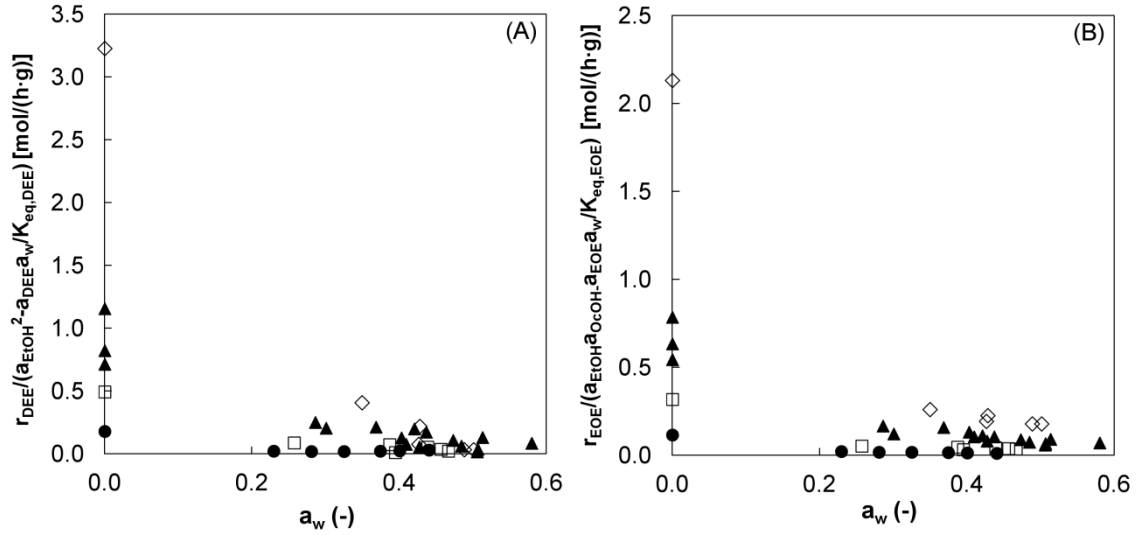 (A)
r_DEE/(a_EtOH^2-a_DEE a_w/K_eq,DEE) [mol/(h·g)]
3.5
3.0
2.5
2.0
1.5
1.0
0.5
0.0
0.0 0.2 0.4 0.6
a_w (-)
(B)
r_EOE/(a_EtOH a_OcOH-a_EOE a_w/K_eq,EOE) [mol/(h·g)]
2.5
2.0
1.5
1.0
0.5
0.0
0.0 0.2 0.4 0.6
a_w (-)